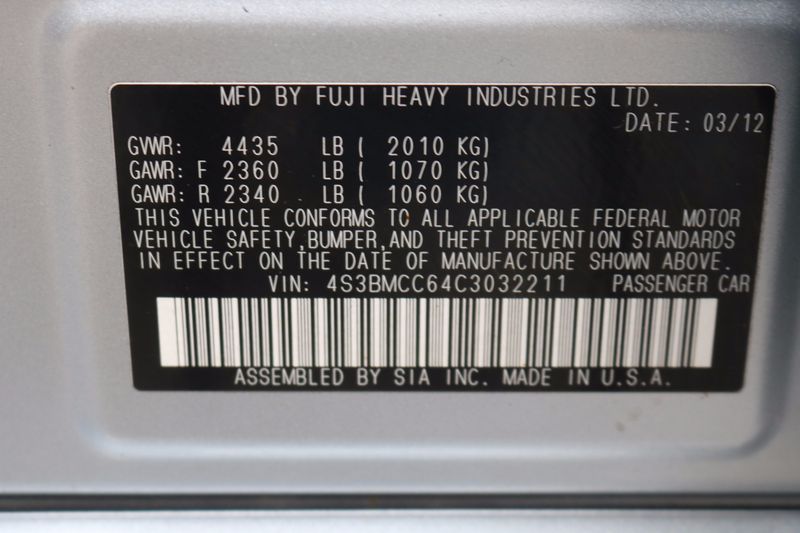 MFD BY FUJI HEAVY INDUSTRIES LTD.
DATE: 03/12
GVWR: 4435 LB ( 2010 KG)
GAWR: F 2360 LB ( 1070 KG)
GAWR: R 2340 LB ( 1060 KG)
THIS VEHICLE CONFORMS TO ALL APPLICABLE FEDERAL MOTOR
VEHICLE SAFETY,BUMPER,AND THEFT PREVENTION STANDARDS
IN EFFECT ON THE DATE OF MANUFACTURE SHOWN ABOVE.
VIN: 4S3BMCC64C3032211 PASSENGER CAR
ASSEMBLED BY SIA INC. MADE IN U.S.A.